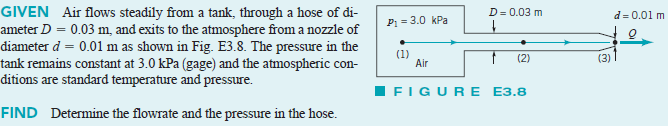 GIVEN Air flows steadily from a tank, through a hose of di-
ameter D = 0.03 m, and exits to the atmosphere from a nozzle of
diameter d = 0.01 m as shown in Fig. E3.8. The pressure in the
tank remains constant at 3.0 kPa (gage) and the atmospheric con-
ditions are standard temperature and pressure.
FIND Determine the flowrate and the pressure in the hose.
p₁ = 3.0 kPa
D = 0.03 m
d = 0.01 m
Q
(1)
Air
(2)
(3)
FIGURE E3.8